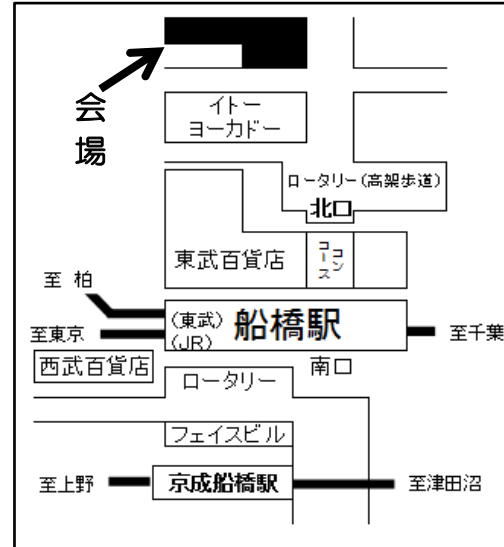 会
場
イトー
ヨーカドー
ロータリー(高架歩道)
北口
東武百貨店
コン
コース
至 柏
(東武)
船橋駅
至東京
(JR)
至千葉
西武百貨店
南口
ロータリー
フェイスビル
至上野
京成船橋駅
至津田沼